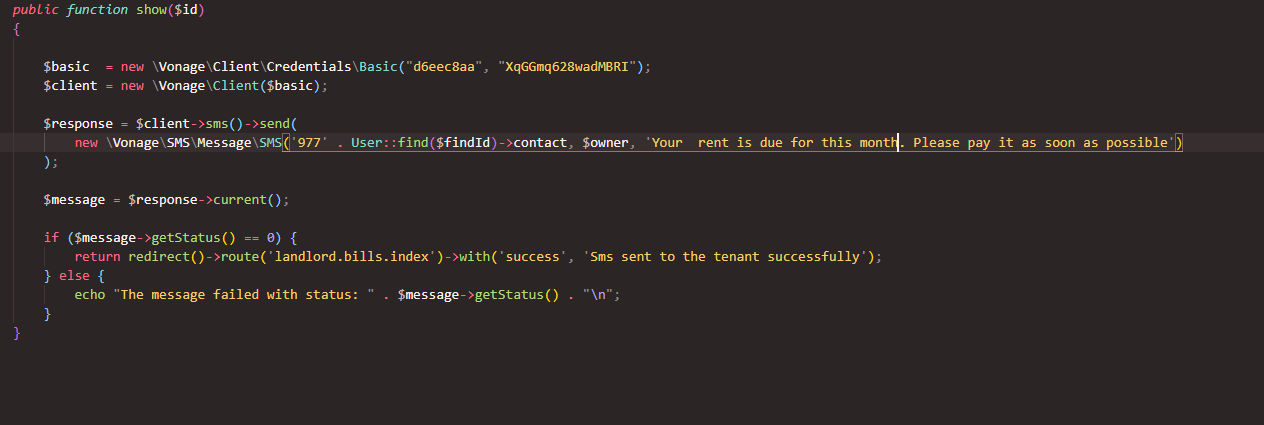 public function show($id)
{
$basic  = new \Vonage\Client\Credentials\Basic("d6eec8aa", "XqGGmq628wadMBRI");
$client = new \Vonage\Client($basic);
$response = $client->sms()->send(
new \Vonage\SMS\Message\SMS('977' . User::find($findId)->contact, $owner, 'Your  rent is due for this month. Please pay it as soon as possible')
);
$message = $response->current();
if ($message->getStatus() == 0) {
return redirect()->route('landlord.bills.index')->with('success', 'Sms sent to the tenant successfully');
} else {
echo "The message failed with status: " . $message->getStatus() . "\n";
}
}